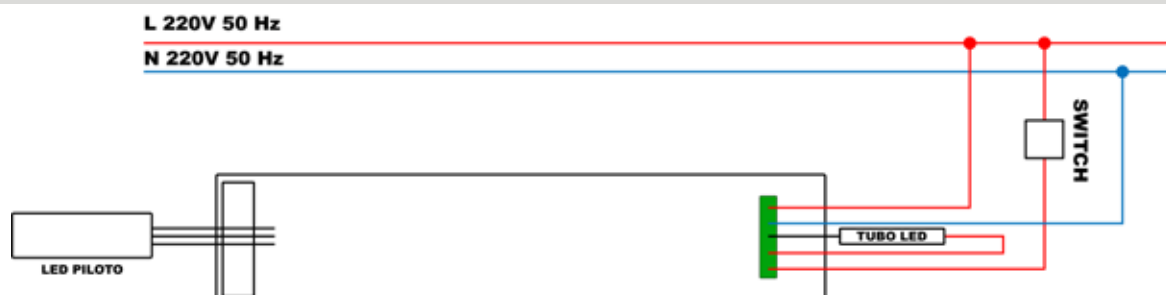 L 220V 50 Hz
N 220V 50 Hz
SWITCH
TUBO LED
LED PILOTO